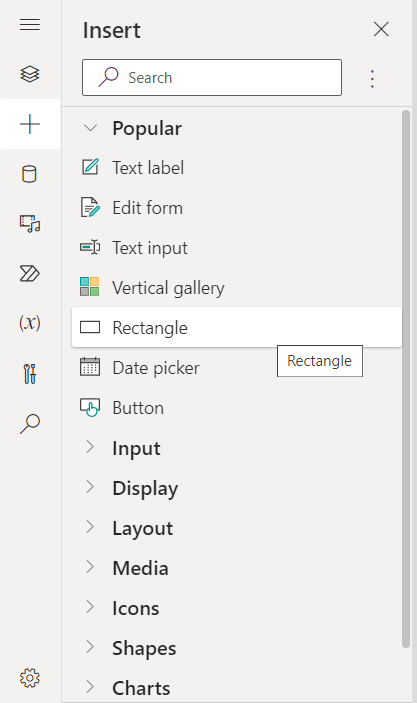 Insert
Search
Popular
Text label
Edit form
Text input
Vertical gallery
Rectangle
Rectangle
Date picker
Button
(x)
Input
Display
Layout
Media
Icons
Shapes
Charts